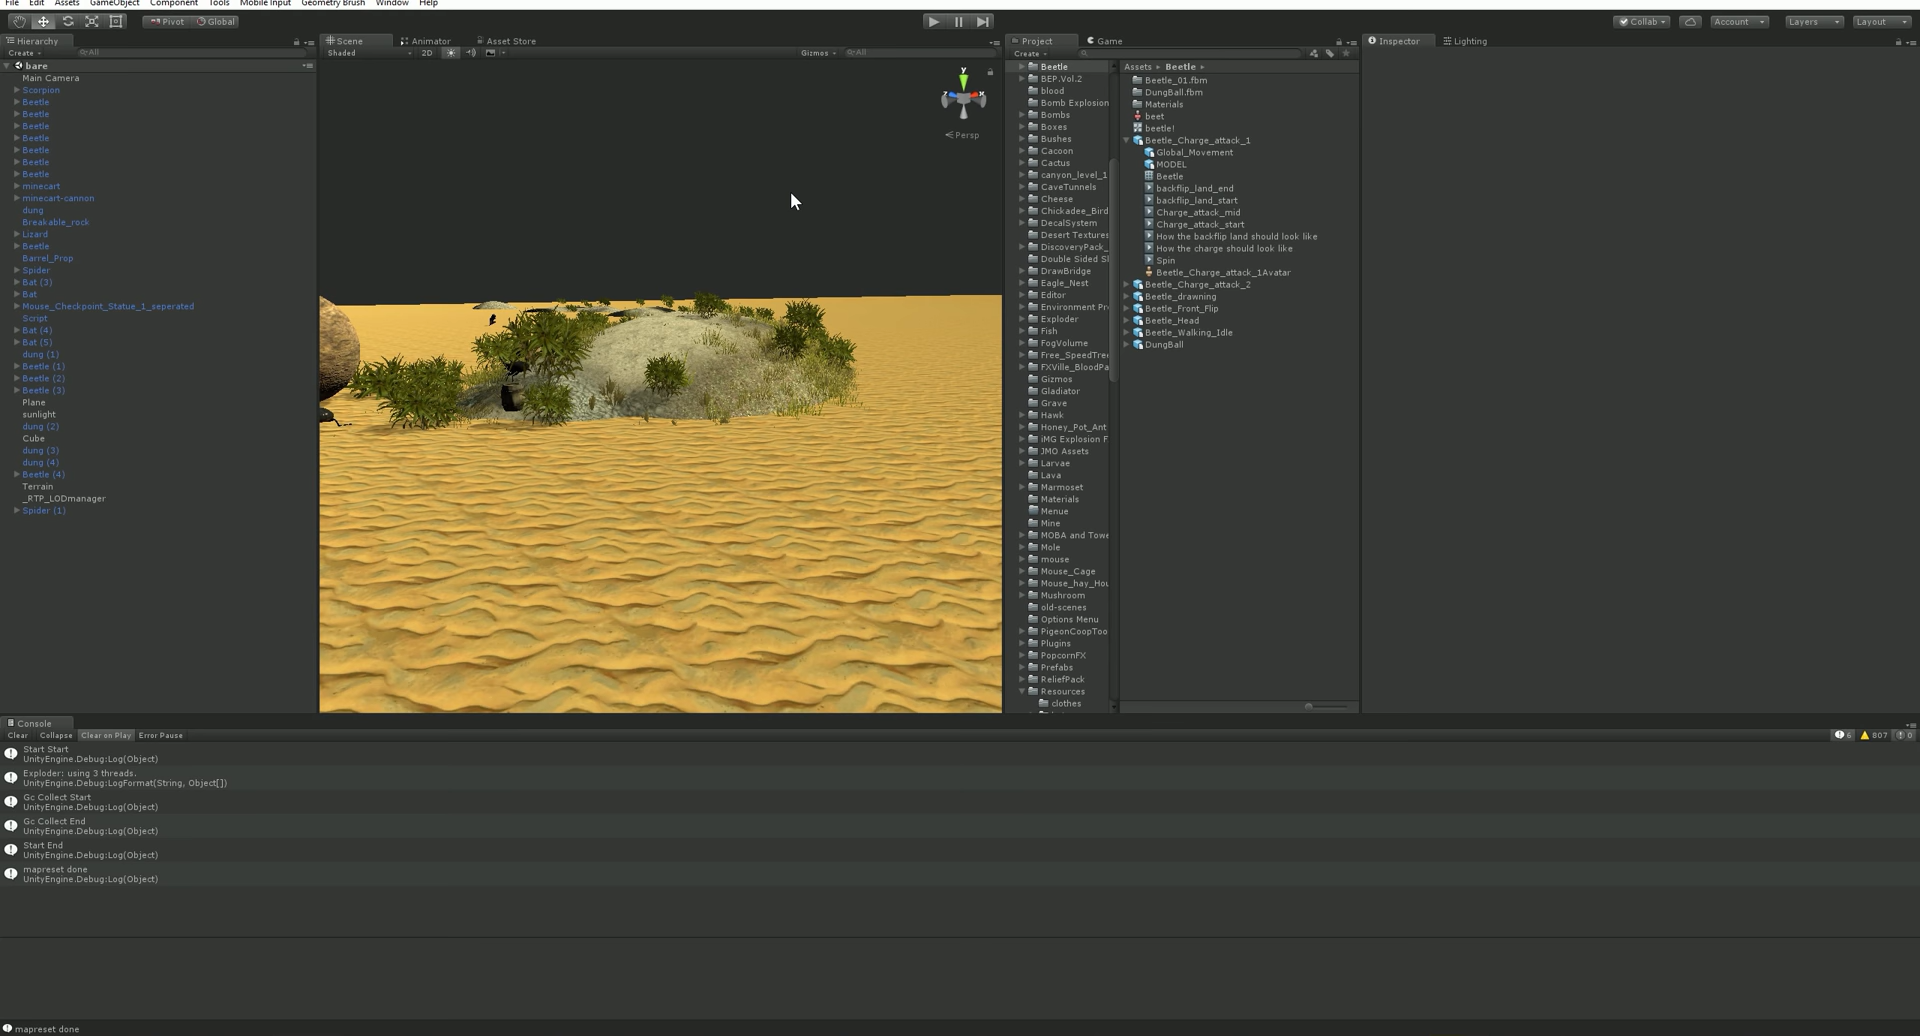 File Edit Assets GameObject Component Tools Mobile Input Geometry Brush Window Help
Pivot Global
Collab Account Layers Layout
Hierarchy
Create All
bare
Main Camera
Scorpion
Beetle
Beetle
Beetle
Beetle
Beetle
Beetle
Beetle
minecart
minecart-cannon
dung
Breakable_rock
Lizard
Beetle
Barrel_Prop
Spider
Bat (3)
Bat
Mouse_Checkpoint_Statue_1_seperated
Script
Bat (4)
Bat (5)
dung (1)
Beetle (1)
Beetle (2)
Beetle (3)
Plane
sunlight
dung (2)
Cube
dung (3)
dung (4)
Beetle (4)
Terrain
_RTP_LODmanager
Spider (1)
Scene Animator Asset Store
Shaded 2D Gizmos All
y
z x
Persp
Project Game
Create
Beetle
BEP.Vol.2
blood
Bomb Explosion
Bombs
Boxes
Bushes
Cacoon
Cactus
canyon_level_1
CaveTunnels
Cheese
Chickadee_Bird
DecalSystem
Desert Textures
DiscoveryPack_
Double Sided S
DrawBridge
Eagle_Nest
Editor
Environment Pr
Exploder
Fish
FogVolume
Free_SpeedTree
FXVille_BloodPa
Gizmos
Gladiator
Grave
Hawk
Honey_Pot_Ant
iMG Explosion F
JMO Assets
Larvae
Lava
Marmoset
Materials
Menue
Mine
MOBA and Towe
Mole
mouse
Mouse_Cage
Mouse_hay_Hou
Mushroom
old-scenes
Options Menu
PigeonCoopToo
Plugins
PopcornFX
Prefabs
ReliefPack
Resources
clothes
Assets Beetle
Beetle_01.fbm
DungBall.fbm
Materials
beet
beetle!
Beetle_Charge_attack_1
Global_Movement
MODEL
Beetle
backflip_land_end
backflip_land_start
Charge_attack_mid
Charge_attack_start
How the backflip land should look like
How the charge should look like
Spin
Beetle_Charge_attack_1Avatar
Beetle_Charge_attack_2
Beetle_drawning
Beetle_Front_Flip
Beetle_Head
Beetle_Walking_Idle
DungBall
Inspector Lighting
Console
Clear Collapse Clear on Play Error Pause 6 807 0
Start Start
UnityEngine.Debug:Log(Object)
Exploder: using 3 threads.
UnityEngine.Debug:LogFormat(String, Object[])
Gc Collect Start
UnityEngine.Debug:Log(Object)
Gc Collect End
UnityEngine.Debug:Log(Object)
Start End
UnityEngine.Debug:Log(Object)
mapreset done
UnityEngine.Debug:Log(Object)
mapreset done